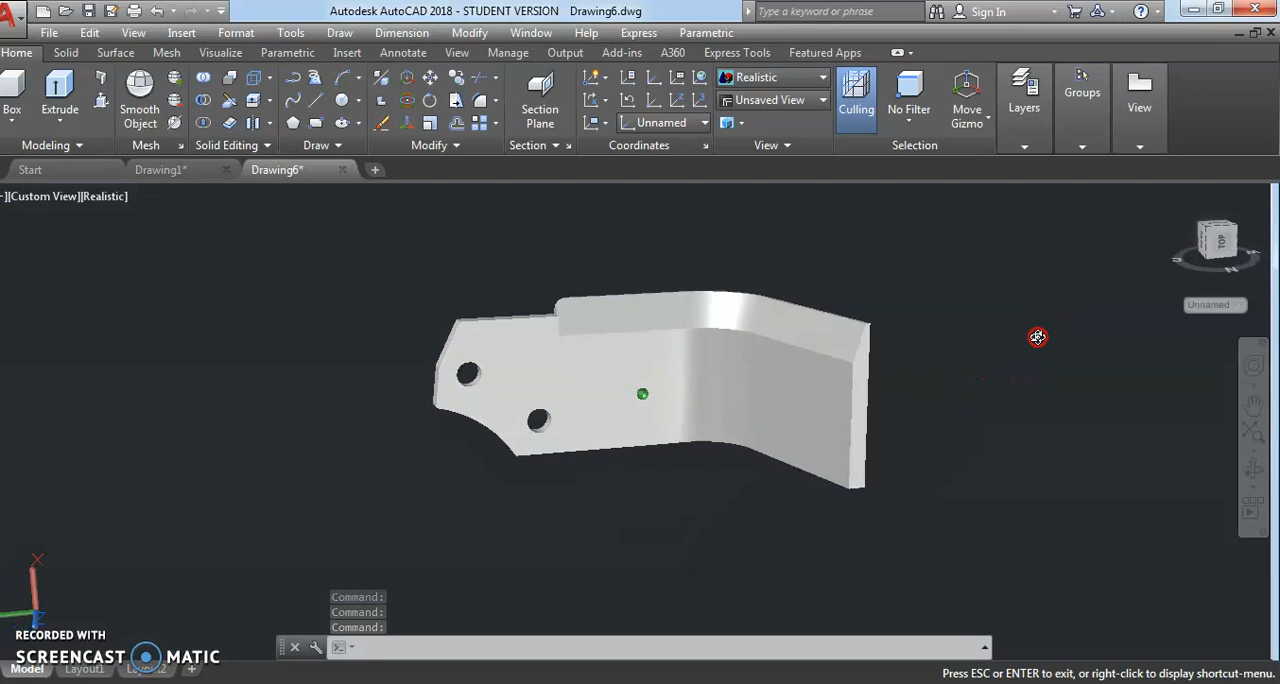 Autodesk AutoCAD 2018 - STUDENT VERSION Drawing6.dwg
Type a keyword or phrase
Sign In
File Edit View Insert Format Tools Draw Dimension Modify Window Express Help Parametric
Home Solid Surface Mesh Visualize Parametric Insert Annotate View Manage Output Add-ins A360 Express Tools Featured Apps
Box
Extrude
Smooth
Object
Section
Plane
Realistic
Unsaved View
Unnamed
Culling
No Filter
Move
Gizmo
Layers
Groups
View
Modeling
Mesh
Solid Editing
Draw
Modify
Section
Coordinates
View
Selection
Start
Drawing1*
Drawing6*
-][Custom View][Realistic]
TOP
Unnamed
X
Z
Command:
Command:
Command:
RECORDED WITH
SCREENCAST MATIC
Model Layout1 Layout2
Press ESC or ENTER to exit, or right-click to display shortcut-menu.